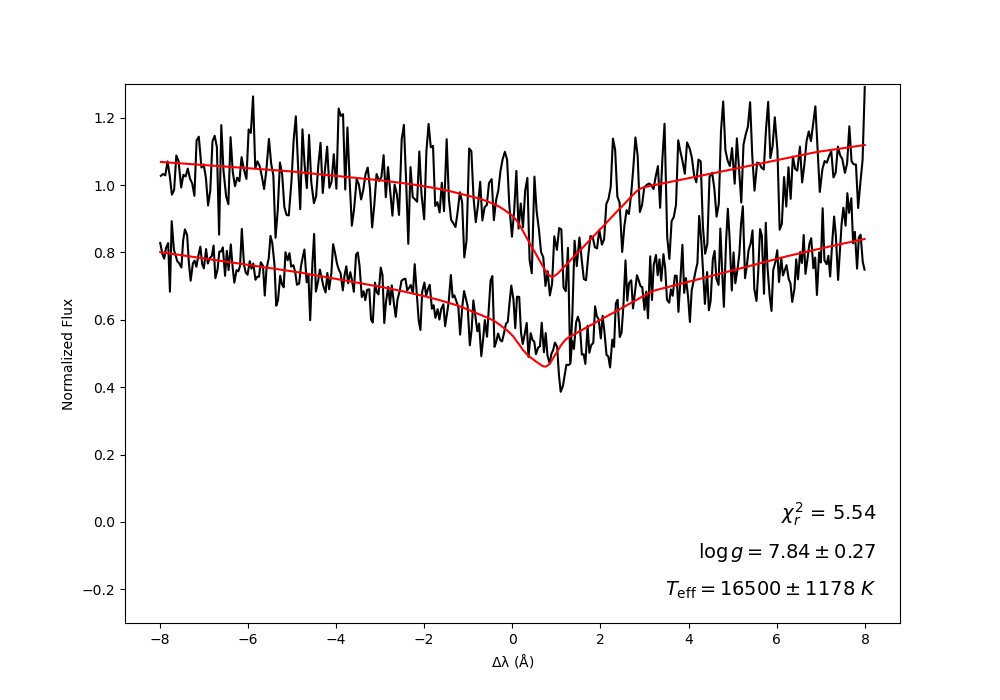 1.2
1.0
0.8
0.6
0.4
0.2
0.0
−0.2
Normalized Flux
χ²ᵣ = 5.54
log g = 7.84 ± 0.27
T_eff = 16500 ± 1178 K
−8 −6 −4 −2 0 2 4 6 8
Δλ (Å)